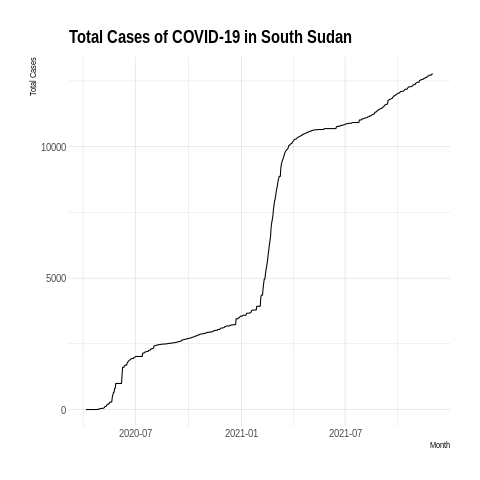 Total Cases of COVID-19 in South Sudan
Total Cases
10000
5000
0
2020-07
2021-01
2021-07
Month